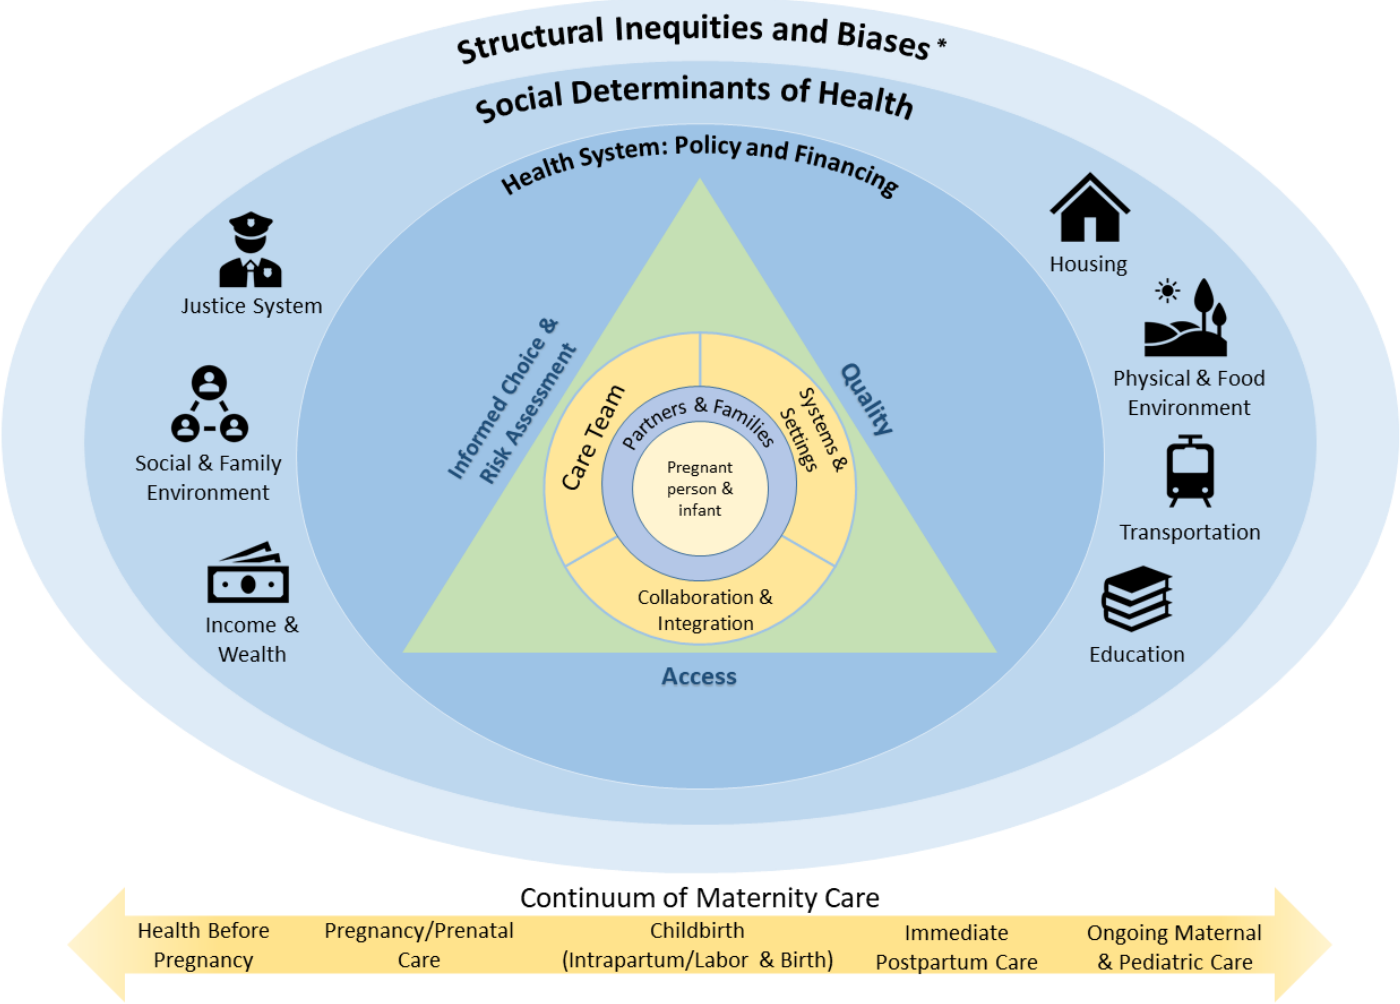 Structural Inequities and Biases *
Social Determinants of Health
Health System: Policy and Financing
Justice System
Social & Family
Environment
Income &
Wealth
Housing
Physical & Food
Environment
Transportation
Education
Informed Choice &
Risk Assessment
Quality
Access
Care Team
Systems &
Settings
Collaboration &
Integration
Partners & Families
Pregnant
person &
infant
Continuum of Maternity Care
Health Before
Pregnancy
Pregnancy/Prenatal
Care
Childbirth
(Intrapartum/Labor & Birth)
Immediate
Postpartum Care
Ongoing Maternal
& Pediatric Care